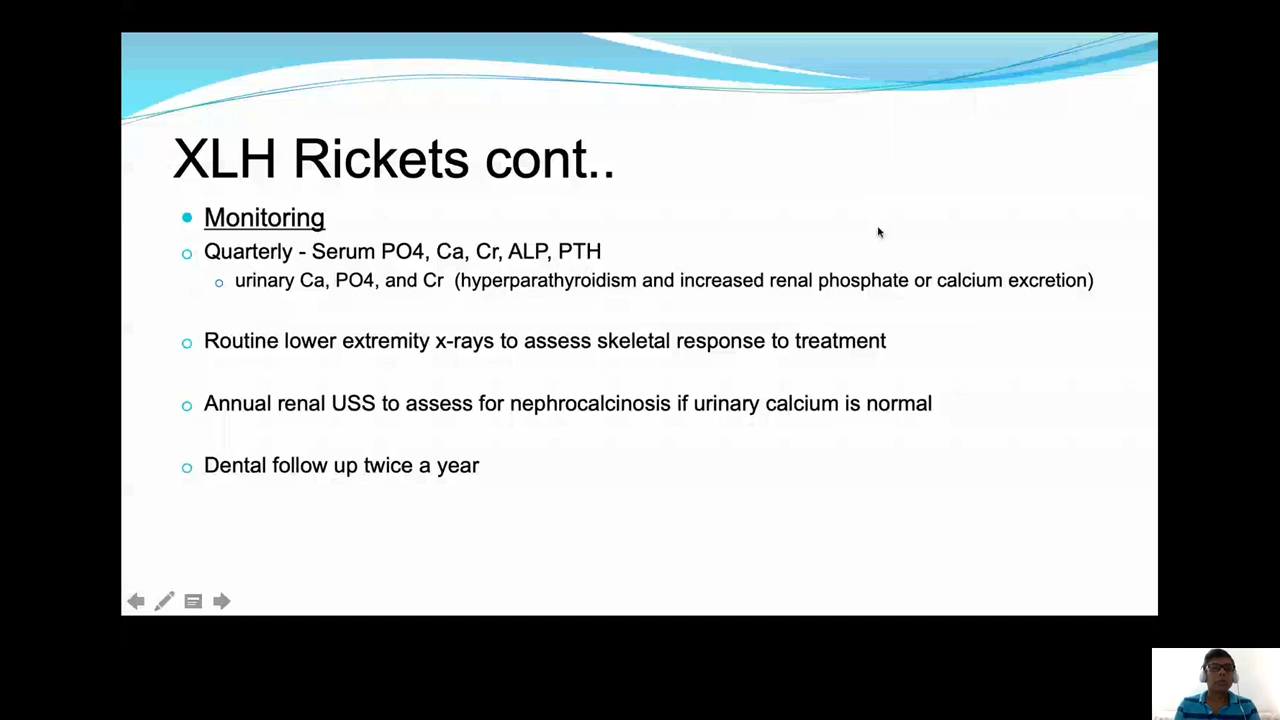 XLH Rickets cont..
Monitoring
Quarterly - Serum PO4, Ca, Cr, ALP, PTH
urinary Ca, PO4, and Cr (hyperparathyroidism and increased renal phosphate or calcium excretion)
Routine lower extremity x-rays to assess skeletal response to treatment
Annual renal USS to assess for nephrocalcinosis if urinary calcium is normal
Dental follow up twice a year